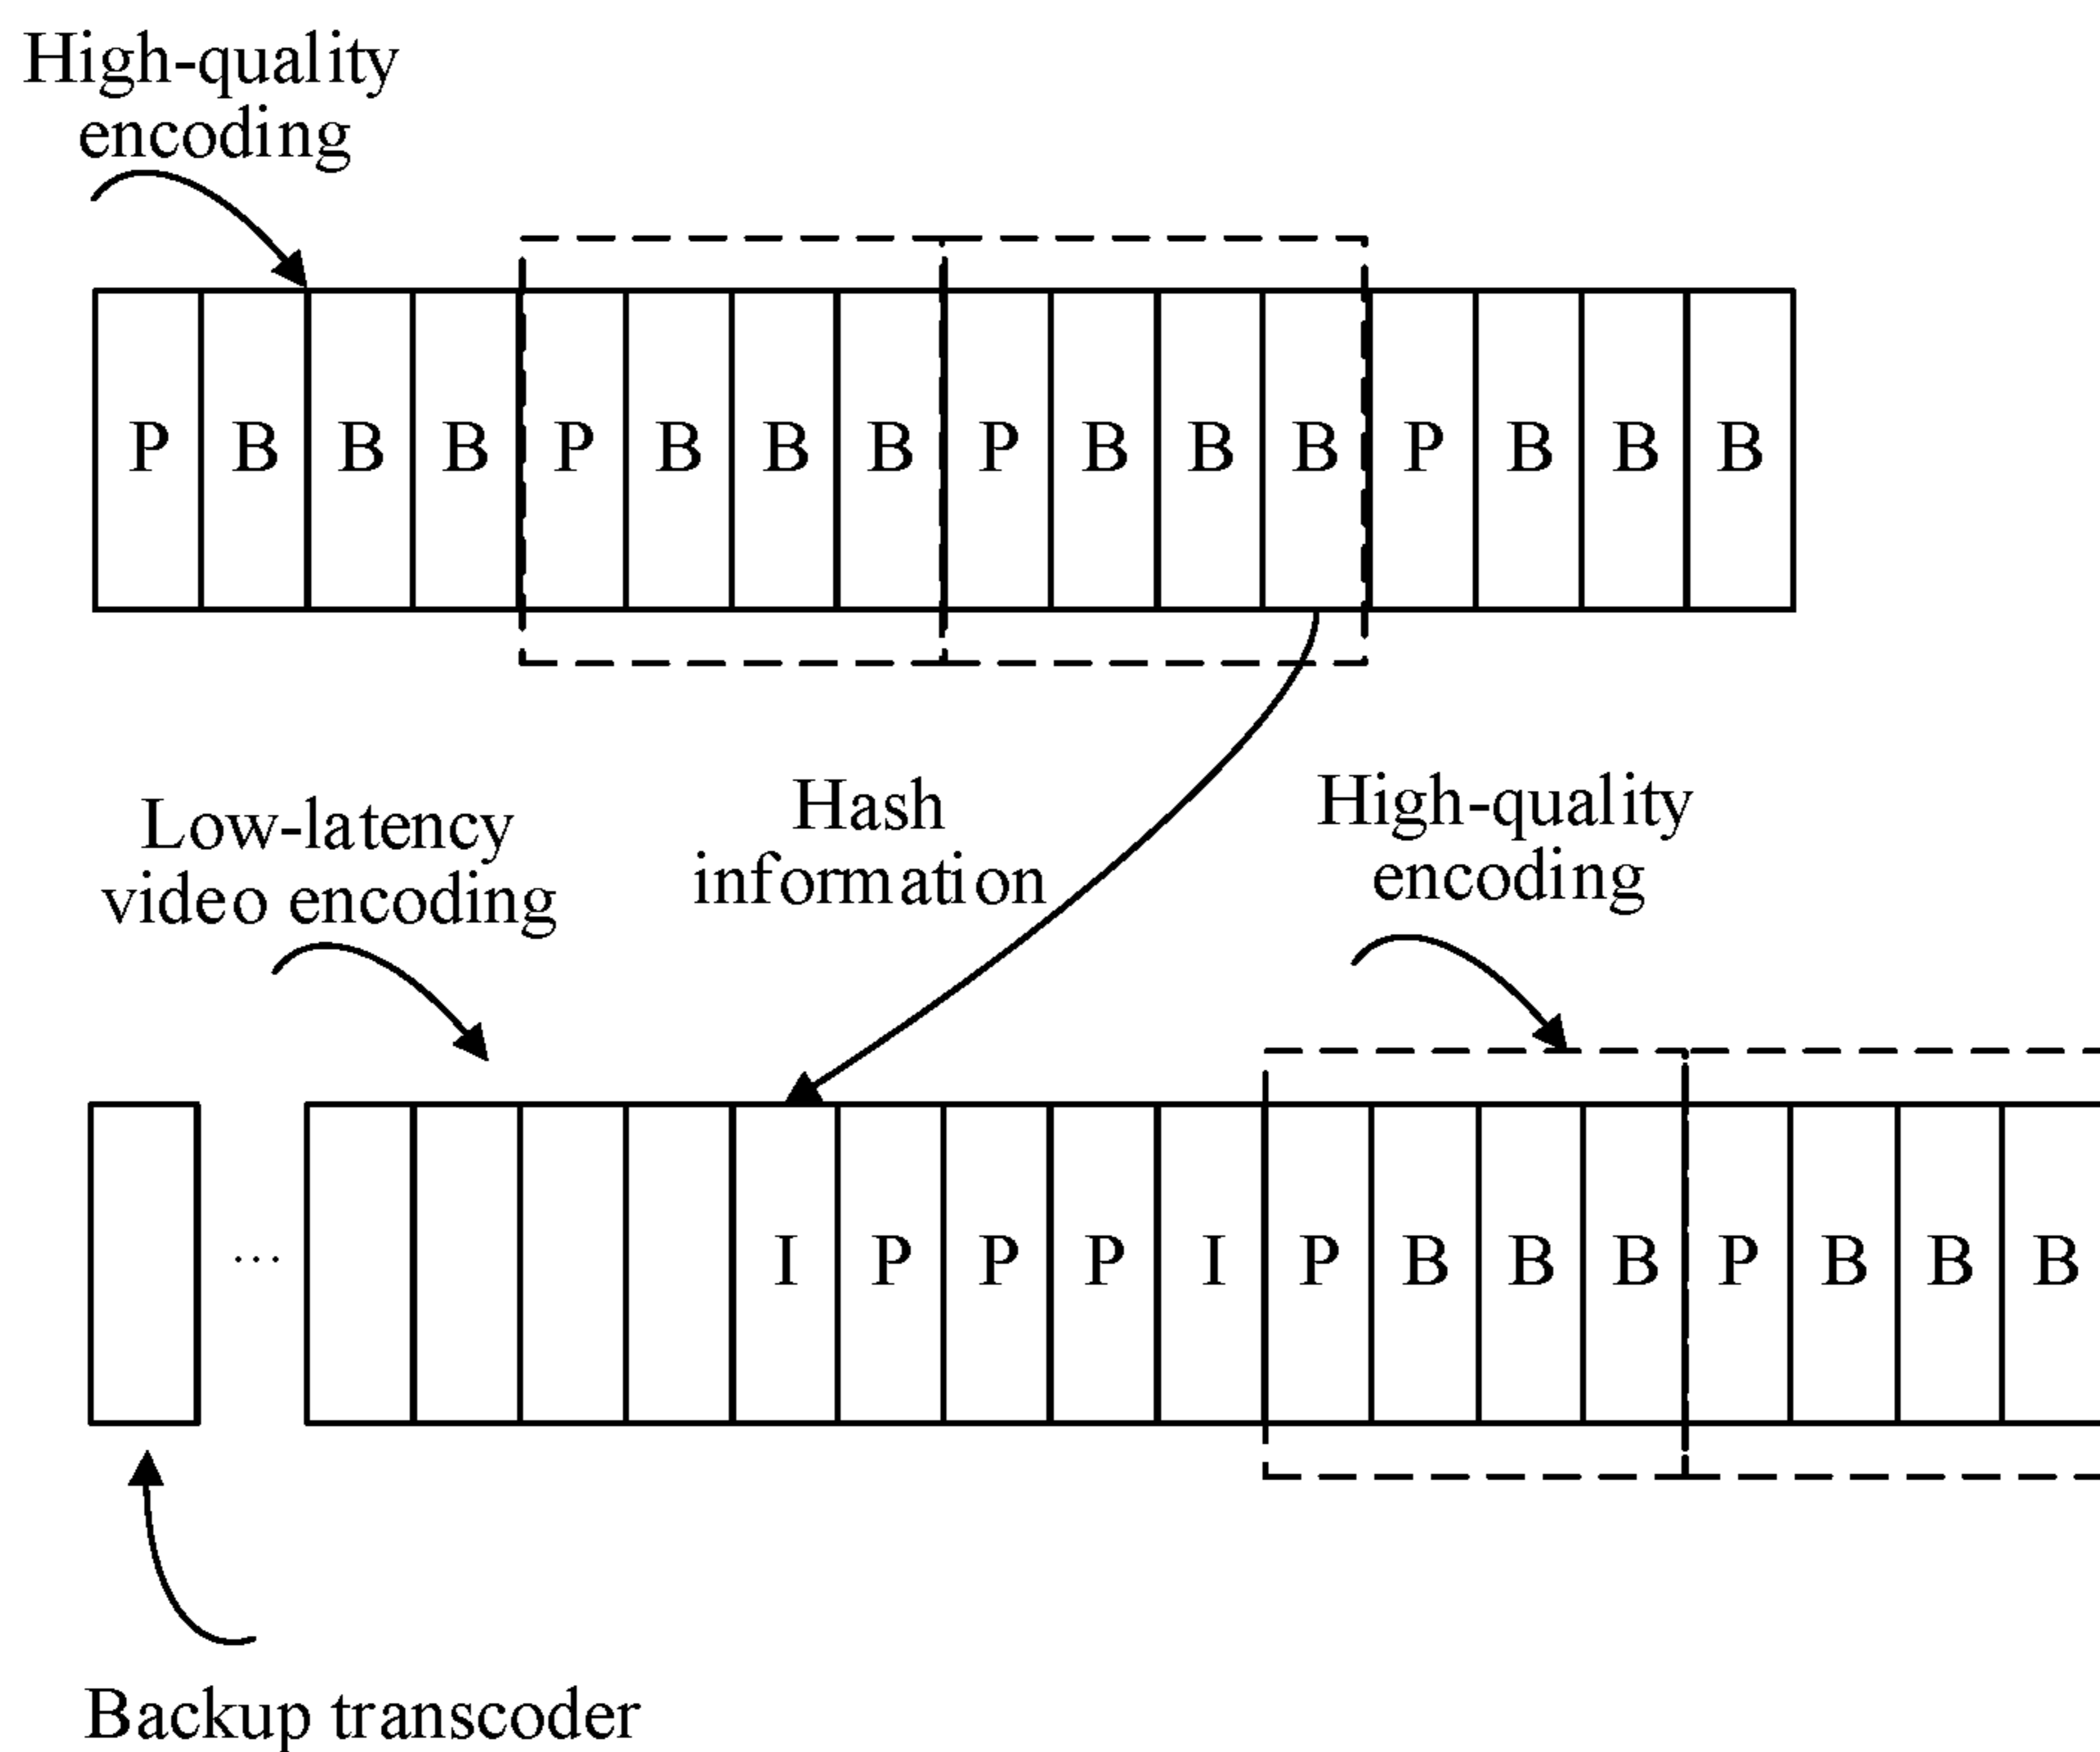 High-quality
encoding
P B B B P B B B P B B B P B B B
Low-latency
video encoding
Hash
information
High-quality
encoding
... I P P P I P B B B P B B B
Backup transcoder